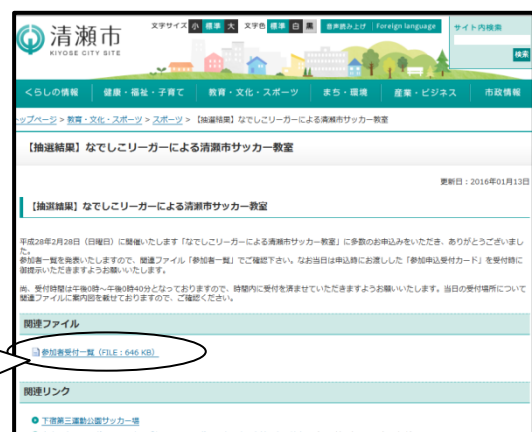 清瀬市
KIYOSE CITY SITE
文字サイズ 小 標準 大 文字色 標準 白 黒 音声読み上げ Foreign language
サイト内検索
検索
くらしの情報 健康・福祉・子育て 教育・文化・スポーツ まち・環境 産業・ビジネス 市政情報
ップページ > 教育・文化・スポーツ > スポーツ > 【抽選結果】なでしこリーガーによる清瀬市サッカー教室
【抽選結果】なでしこリーガーによる清瀬市サッカー教室
更新日：2016年01月13日
【抽選結果】なでしこリーガーによる清瀬市サッカー教室
平成28年2月28日（日曜日）に開催いたします「なでしこリーガーによる清瀬市サッカー教室」に多数のお申込みをいただき、ありがとうございまし
た。
参加者一覧を発表いたしますので、関連ファイル「参加者一覧」でご確認下さい。なお当日は申込時にお渡しした「参加申込受付カード」を受付時に
御提示いただきますようお願いいたします。
尚、受付時間は午後0時～午後0時40分となっておりますので、時間内に受付を済ませていただきますようお願いいたします。当日の受付場所について
関連ファイルに案内図を載せておりますので、ご確認ください。
関連ファイル
参加者受付一覧（FILE：646 KB）
関連リンク
下宿第三運動公園サッカー場